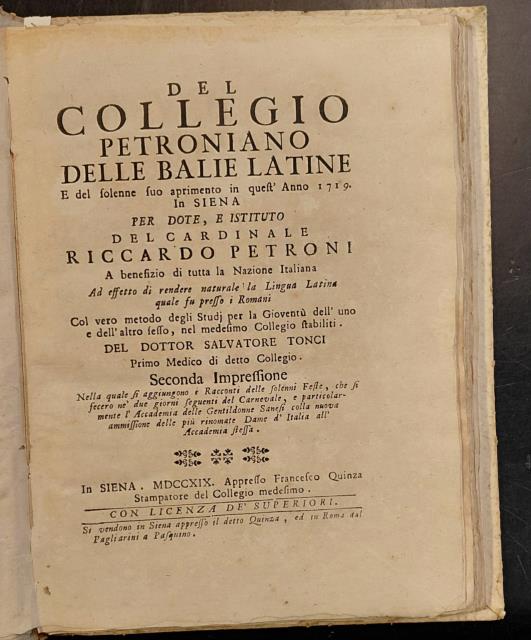 DEL
COLLEGIO
PETRONIANO
DELLE BALIE LATINE
E del ſolenne ſuo aprimento in queſt' Anno 1719.
In SIENA
PER DOTE, E ISTITUTO
DEL CARDINALE
RICCARDO PETRONI
A benefizio di tutta la Nazione Italiana
Ad effetto di rendere naturale la Lingua Latina
quale fu preſſo i Romani
Col vero metodo degli Studj per la Gioventù dell' uno
e dell'altro ſeſſo, nel medeſimo Collegio ſtabiliti.
DEL DOTTOR SALVATORE TONCI
Primo Medico di detto Collegio.
Seconda Impreſſione
Nella quale ſi aggiungono i Racconti delle ſolenni Feſte, che ſi
fecero ne' due giorni ſeguenti del Carnevale, e particolar-
mente l' Accademia delle Gentildonne Saneſi colla nuova
ammiſſione delle più rinomate Dame d' Italia all'
Accademia ſteſſa.
In SIENA. MDCCXIX. Appreſſo Franceſco Quinza
Stampatore del Collegio medeſimo.
CON LICENZA DE' SUPERIORI.
Si vendono in Siena appreſſo il detto Quinza, ed in Roma dal
Pagliarini a Paſquino.